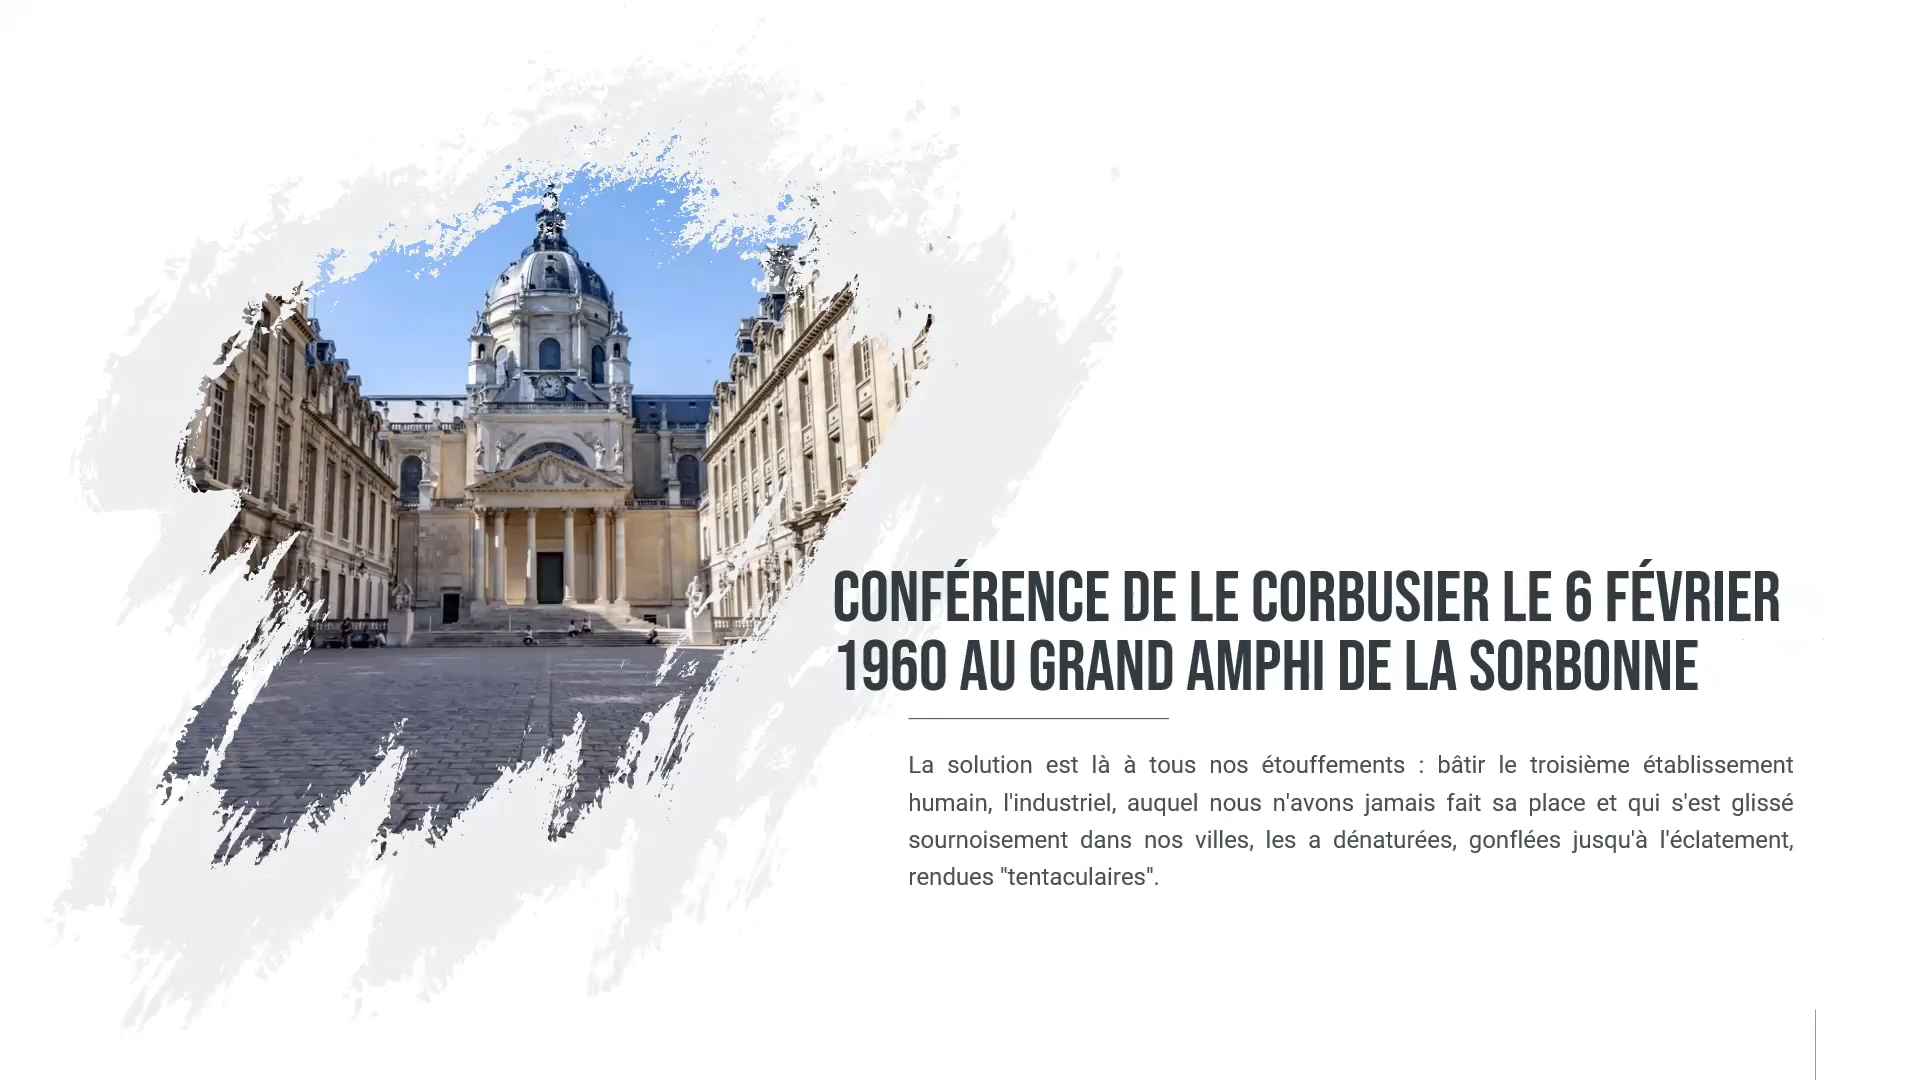 CONFÉRENCE DE LE CORBUSIER LE 6 FÉVRIER
1960 AU GRAND AMPHI DE LA SORBONNE
La solution est là à tous nos étouffements : bâtir le troisième établissement
humain, l'industriel, auquel nous n'avons jamais fait sa place et qui s'est glissé
sournoisement dans nos villes, les a dénaturées, gonflées jusqu'à l'éclatement,
rendues "tentaculaires".